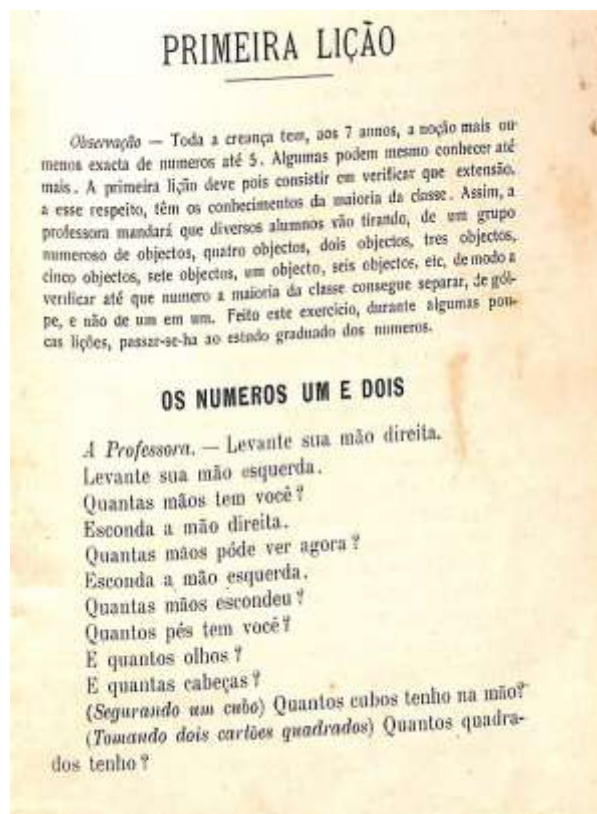 PRIMEIRA LIÇÃO
Observação — Toda a creança tem, aos 7 annos, a noção mais ou
menos exacta de numeros até 5. Algumas podem mesmo conhecer até
mais. A primeira lição deve pois consistir em verificar que extensão,
a esse respeito, têm os conhecimentos da maioria da classe. Assim, a
professora mandará que diversos alumnos vão tirando, de um grupo
numeroso de objectos, quatro objectos, dois objectos, tres objectos,
cinco objectos, sete objectos, um objecto, seis objectos, etc, de modo a
verificar até que numero a maioria da classe consegue separar, de gól-
pe, e não de um em um. Feito este exercicio, durante algumas pou-
cas lições, passar-se-ha ao estudo graduado dos numeros.
OS NUMEROS UM E DOIS
A Professora. — Levante sua mão direita.
Levante sua mão esquerda.
Quantas mãos tem você?
Esconda a mão direita.
Quantas mãos póde ver agora?
Esconda a mão esquerda.
Quantas mãos escondeu?
Quantos pés tem você?
E quantos olhos?
E quantas cabeças?
(Segurando um cubo) Quantos cubos tenho na mão?
(Tomando dois cartões quadrados) Quantos quadra-
dos tenho?